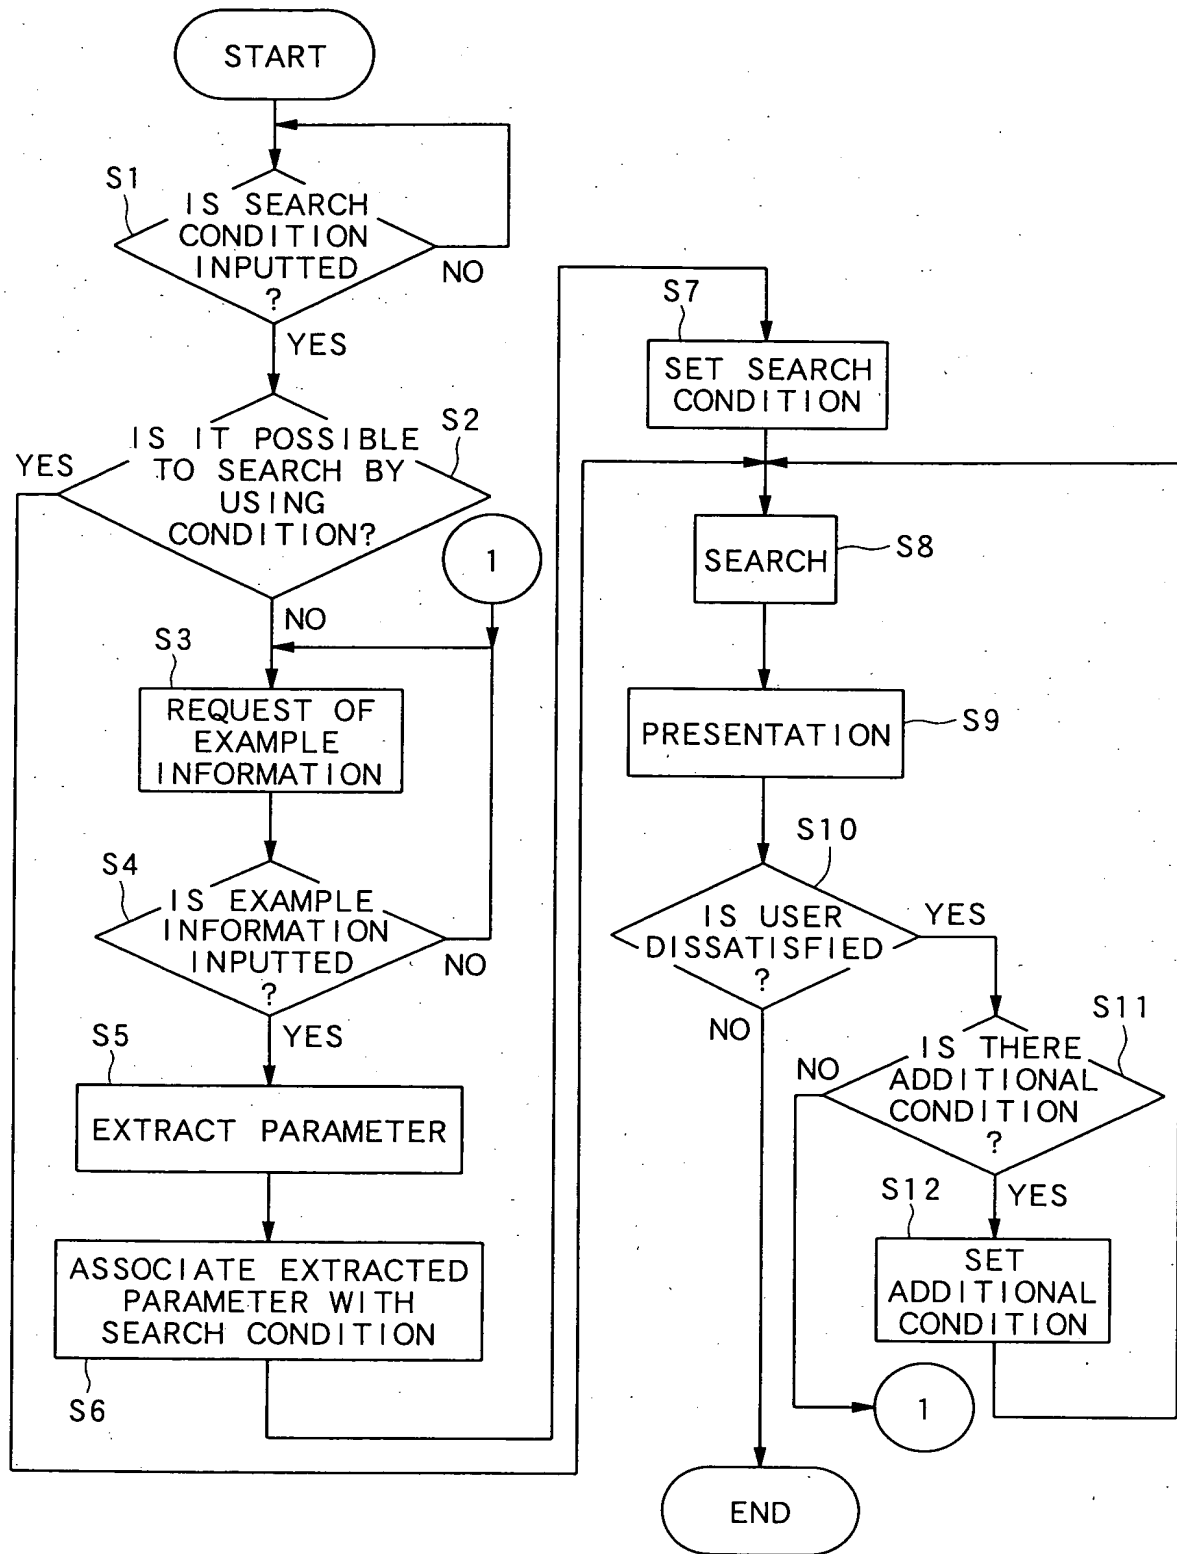 START
S1
IS SEARCH
CONDITION
INPUTTED
?
NO
YES
S2
IS IT POSSIBLE
TO SEARCH BY
USING
CONDITION?
YES
NO
1
S3
REQUEST OF
EXAMPLE
INFORMATION
S4
IS EXAMPLE
INFORMATION
INPUTTED
?
NO
YES
S5
EXTRACT PARAMETER
ASSOCIATE EXTRACTED
PARAMETER WITH
SEARCH CONDITION
S6
S7
SET SEARCH
CONDITION
SEARCH
S8
PRESENTATION
S9
S10
IS USER
DISSATISFIED
?
YES
NO
S11
IS THERE
ADDITIONAL
CONDITION
?
NO
YES
S12
SET
ADDITIONAL
CONDITION
1
END